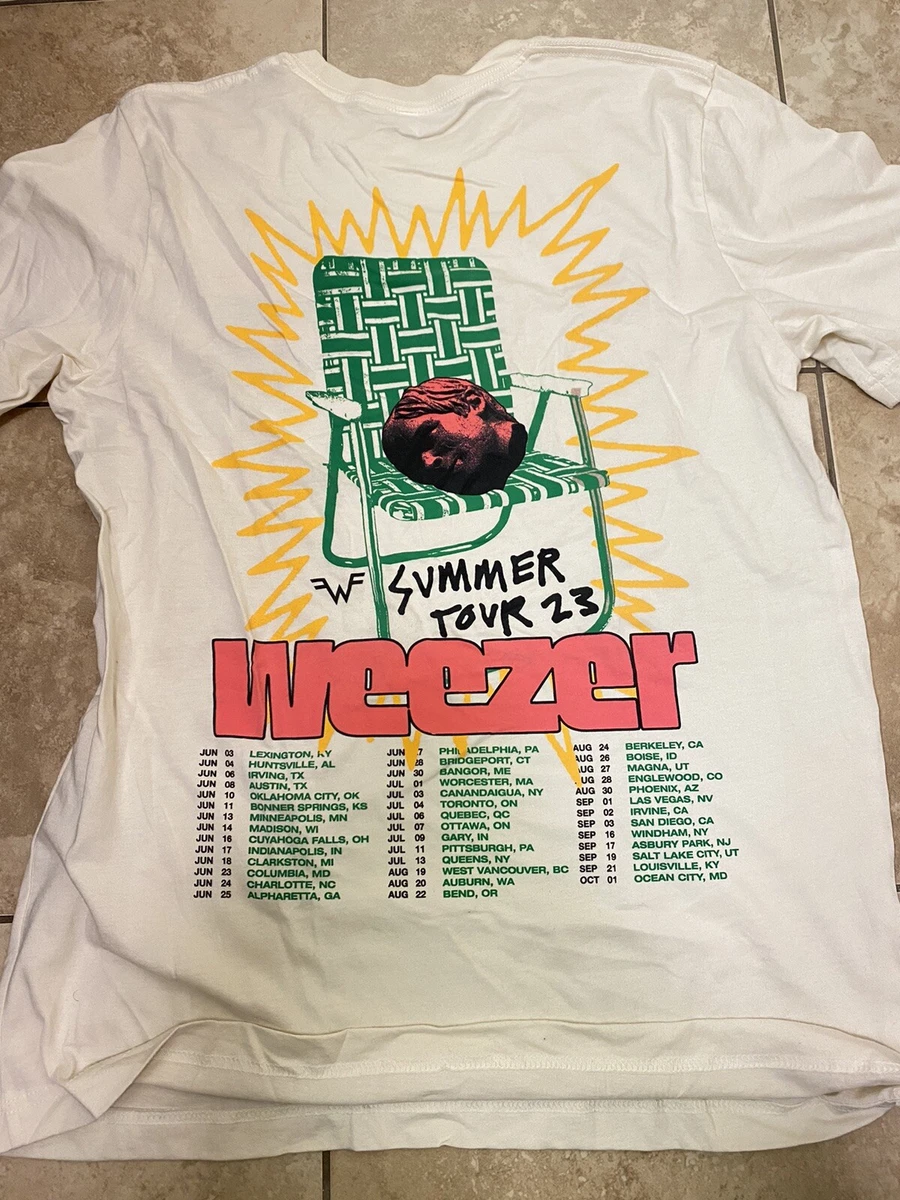 SUMMER
TOUR 23
weezer
JUN 03 LEXINGTON, KY
JUN 04 HUNTSVILLE, AL
JUN 06 IRVING, TX
JUN 08 AUSTIN, TX
JUN 10 OKLAHOMA CITY, OK
JUN 11 BONNER SPRINGS, KS
JUN 13 MINNEAPOLIS, MN
JUN 14 MADISON, WI
JUN 16 CUYAHOGA FALLS, OH
JUN 17 INDIANAPOLIS, IN
JUN 18 CLARKSTON, MI
JUN 23 COLUMBIA, MD
JUN 24 CHARLOTTE, NC
JUN 25 ALPHARETTA, GA
JUN 27 PHILADELPHIA, PA
JUN 28 BRIDGEPORT, CT
JUN 30 BANGOR, ME
JUL 01 WORCESTER, MA
JUL 03 CANANDAIGUA, NY
JUL 04 TORONTO, ON
JUL 06 QUEBEC, QC
JUL 07 OTTAWA, ON
JUL 09 GARY, IN
JUL 11 PITTSBURGH, PA
JUL 13 QUEENS, NY
AUG 19 WEST VANCOUVER, BC
AUG 20 AUBURN, WA
AUG 22 BEND, OR
AUG 24 BERKELEY, CA
AUG 26 BOISE, ID
AUG 27 MAGNA, UT
AUG 28 ENGLEWOOD, CO
AUG 30 PHOENIX, AZ
SEP 01 LAS VEGAS, NV
SEP 02 IRVINE, CA
SEP 03 SAN DIEGO, CA
SEP 16 WINDHAM, NY
SEP 17 ASBURY PARK, NJ
SEP 19 SALT LAKE CITY, UT
SEP 21 LOUISVILLE, KY
OCT 01 OCEAN CITY, MD